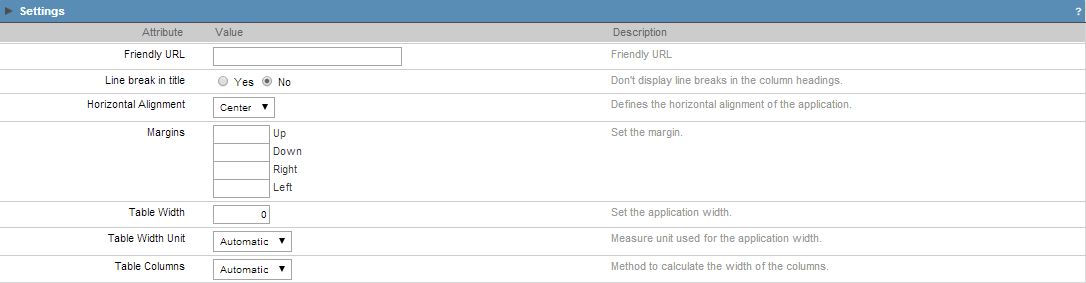 Settings ?
Attribute Value Description
Friendly URL Friendly URL
Line break in title Yes No Don't display line breaks in the column headings.
Horizontal Alignment Center Defines the horizontal alignment of the application.
Margins Up Set the margin.
Down
Right
Left
Table Width 0 Set the application width.
Table Width Unit Automatic Measure unit used for the application width.
Table Columns Automatic Method to calculate the width of the columns.